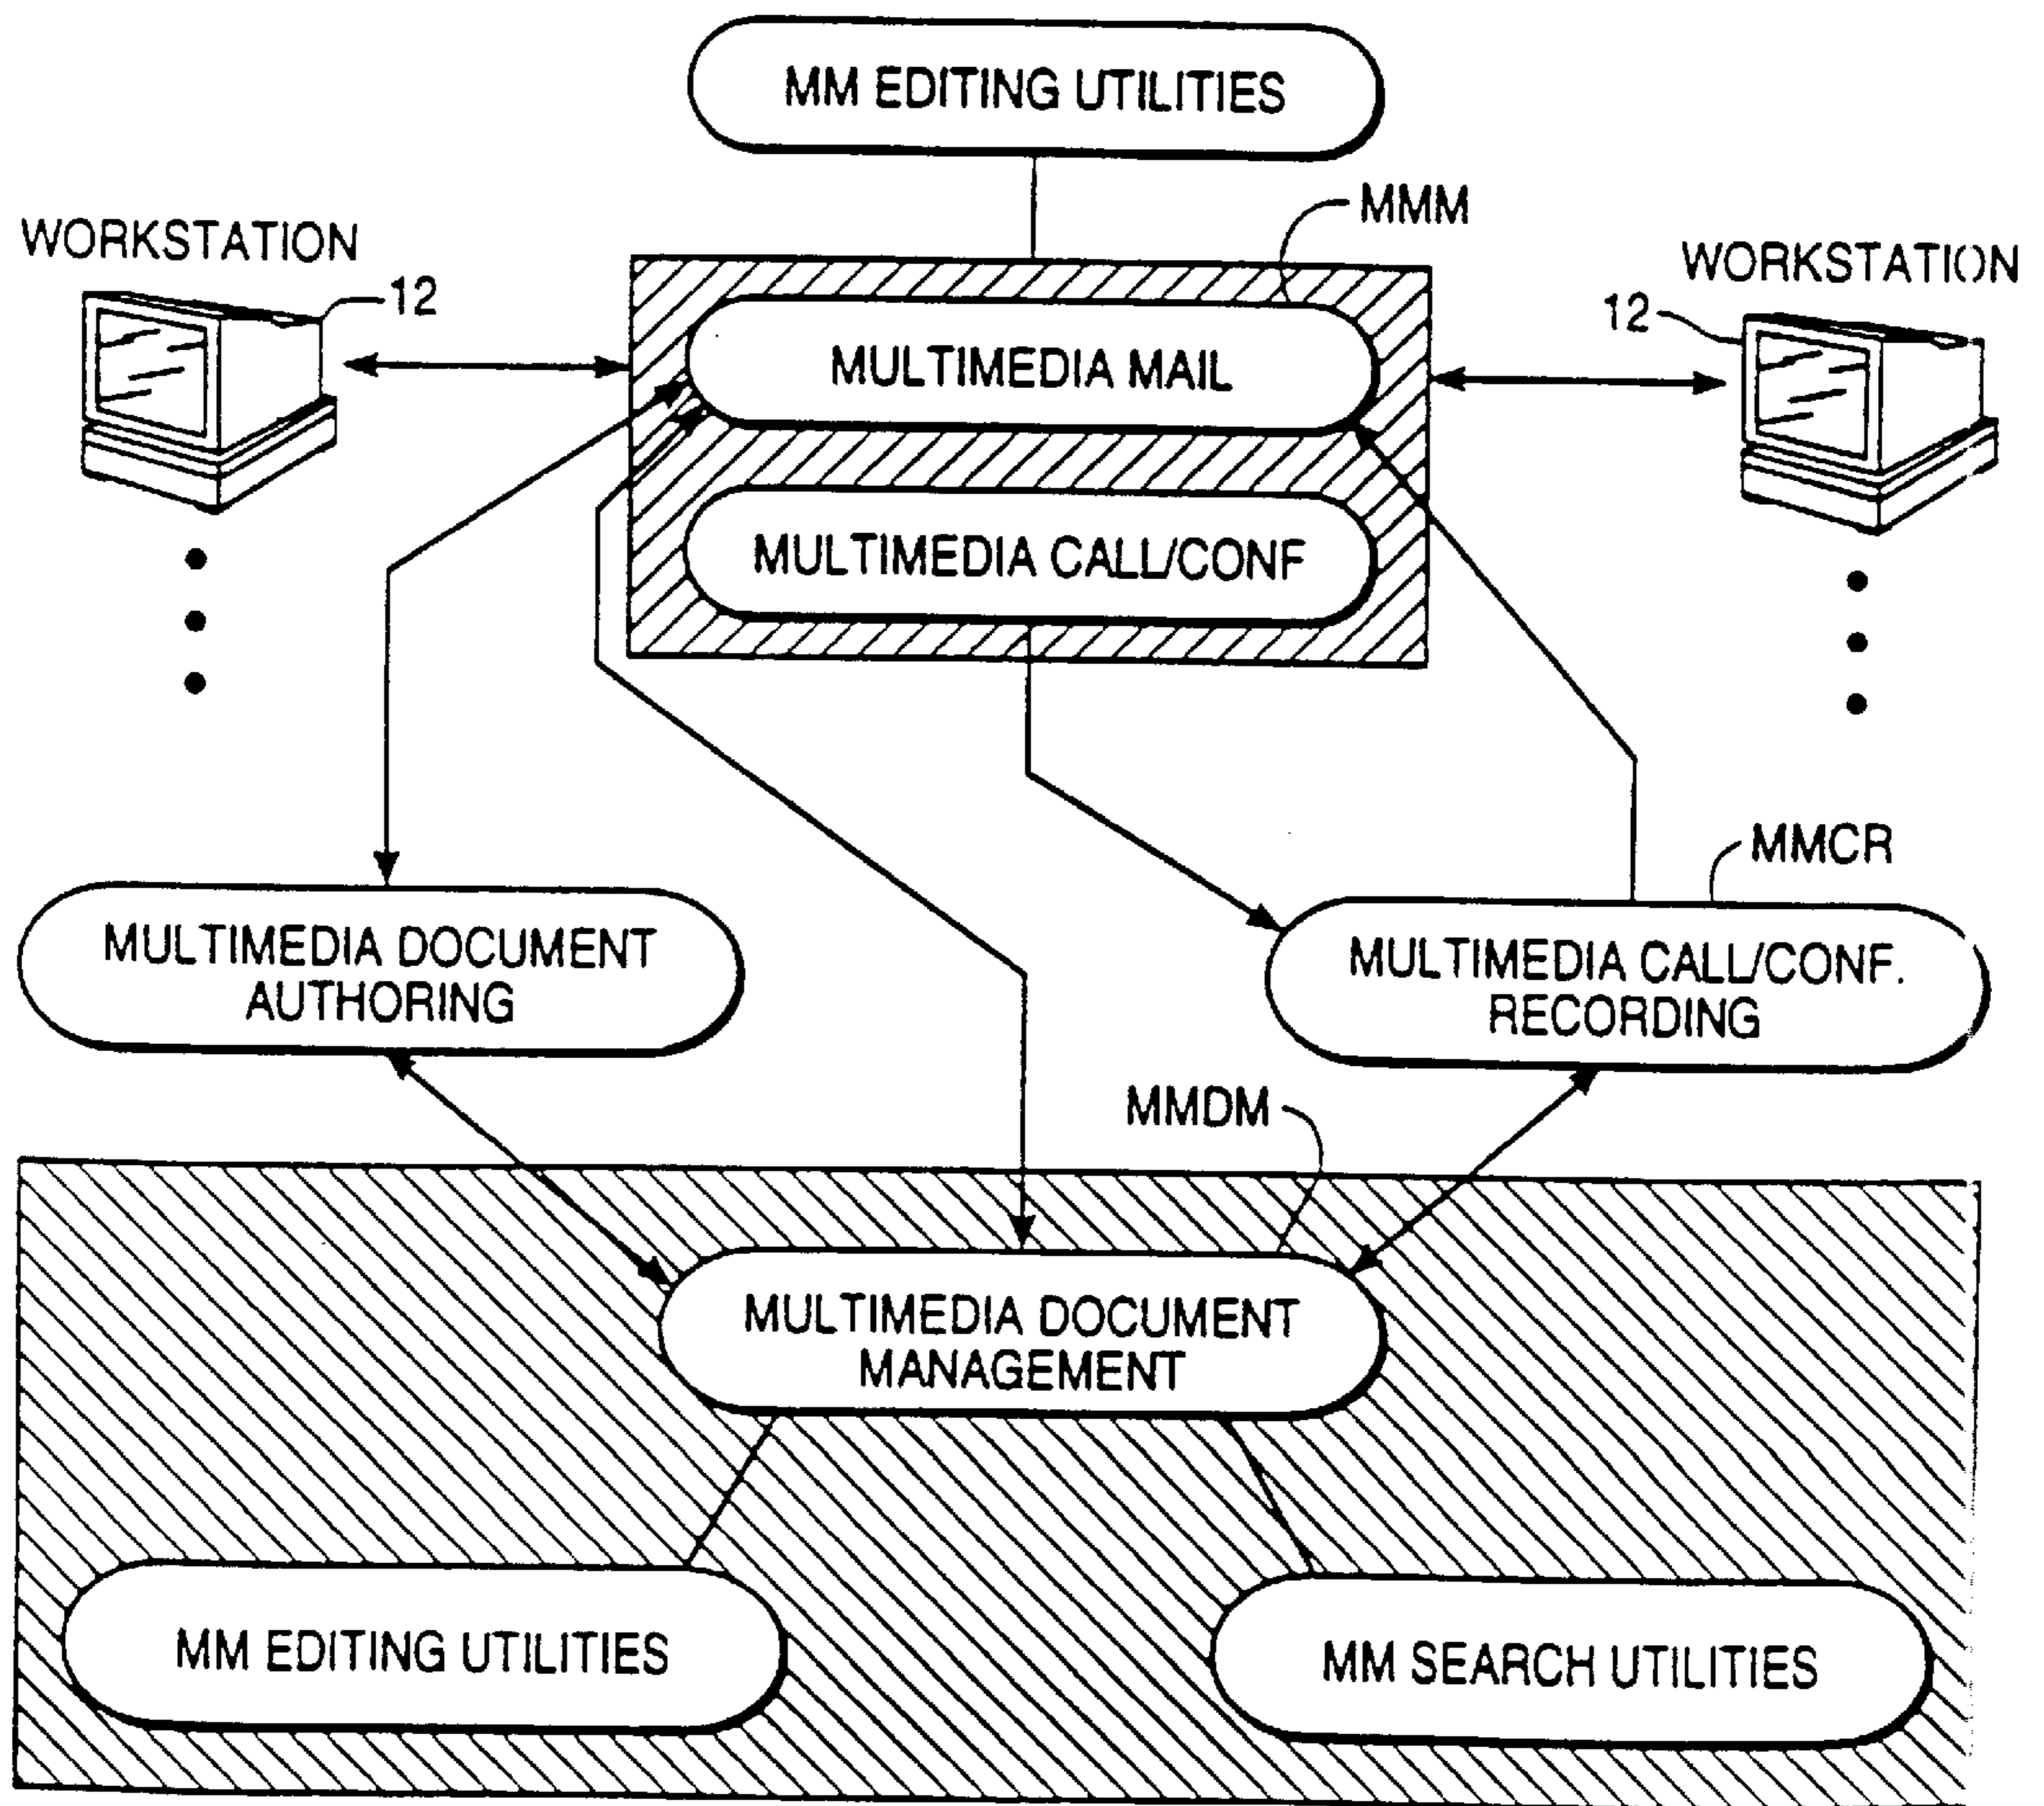 MM EDITING UTILITIES
MMM
WORKSTATION
12
WORKSTATION
12
MULTIMEDIA MAIL
MULTIMEDIA CALL/CONF
MMCR
MULTIMEDIA DOCUMENT
AUTHORING
MULTIMEDIA CALL/CONF.
RECORDING
MMDM
MULTIMEDIA DOCUMENT
MANAGEMENT
MM EDITING UTILITIES
MM SEARCH UTILITIES